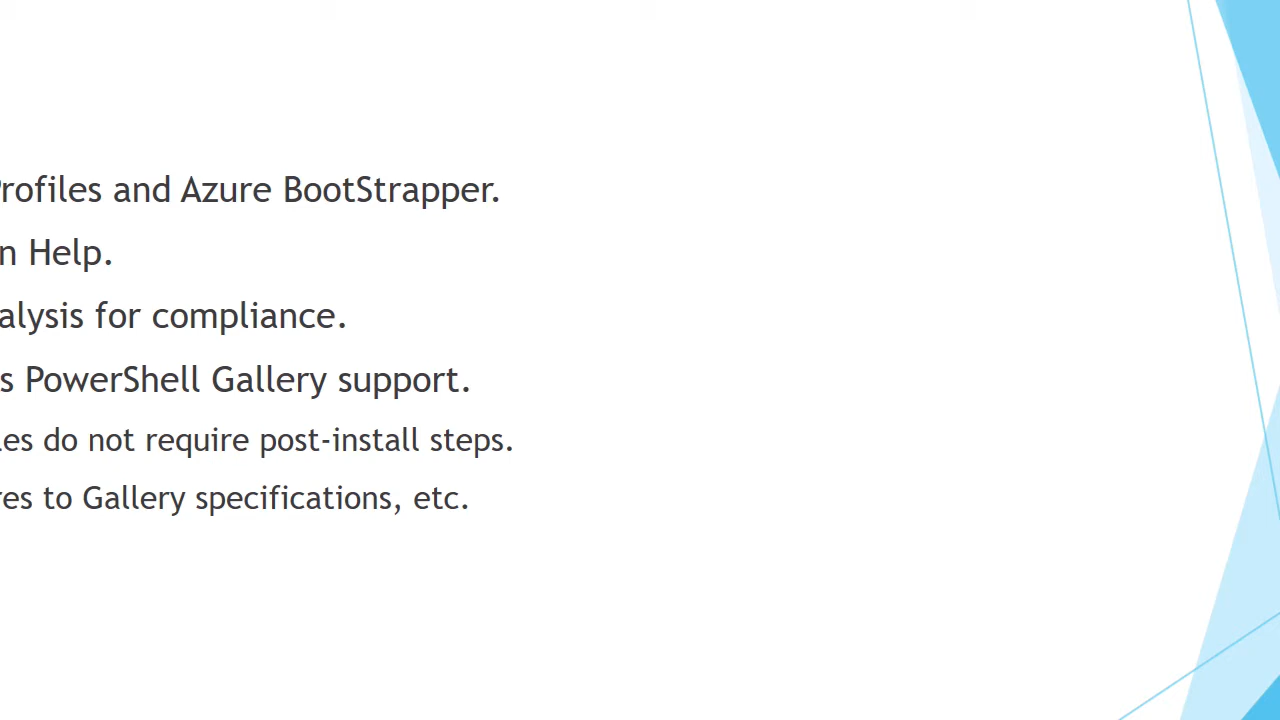 Profiles and Azure BootStrapper.
n Help.
alysis for compliance.
s PowerShell Gallery support.
les do not require post-install steps.
res to Gallery specifications, etc.